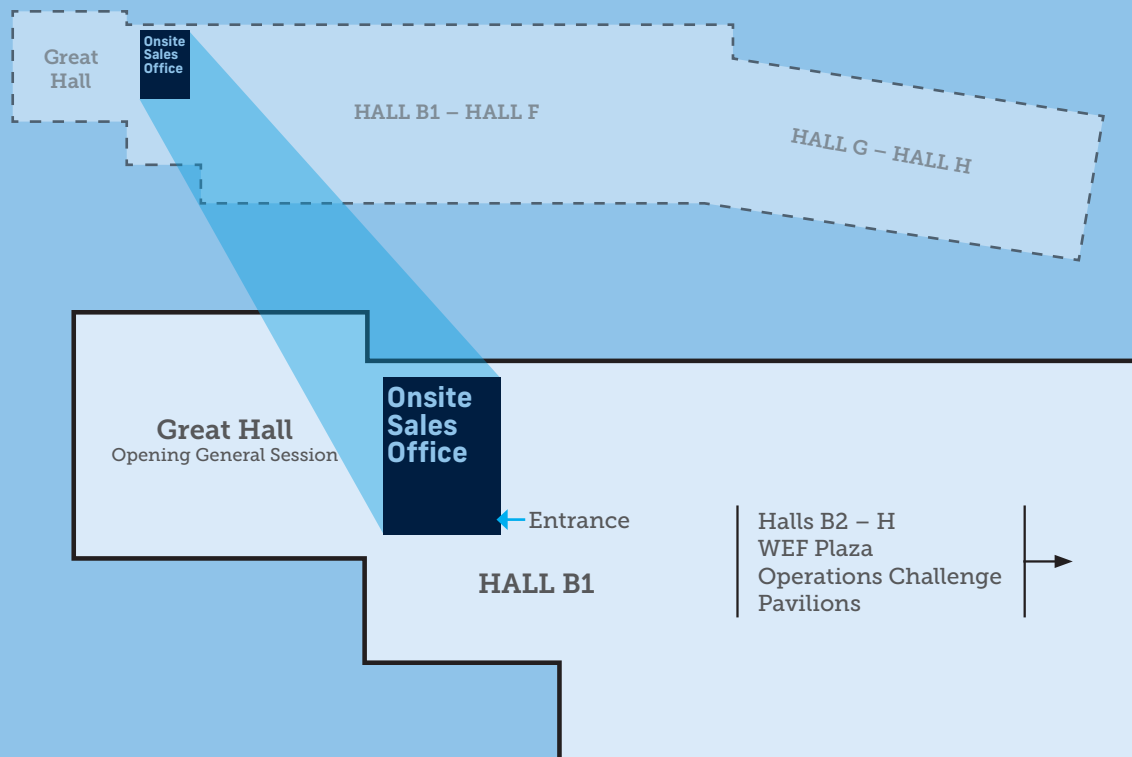 Great
Hall
Onsite
Sales
Office
HALL B1 – HALL F
HALL G – HALL H
Great Hall
Opening General Session
Onsite
Sales
Office
Entrance
HALL B1
Halls B2 – H
WEF Plaza
Operations Challenge
Pavilions